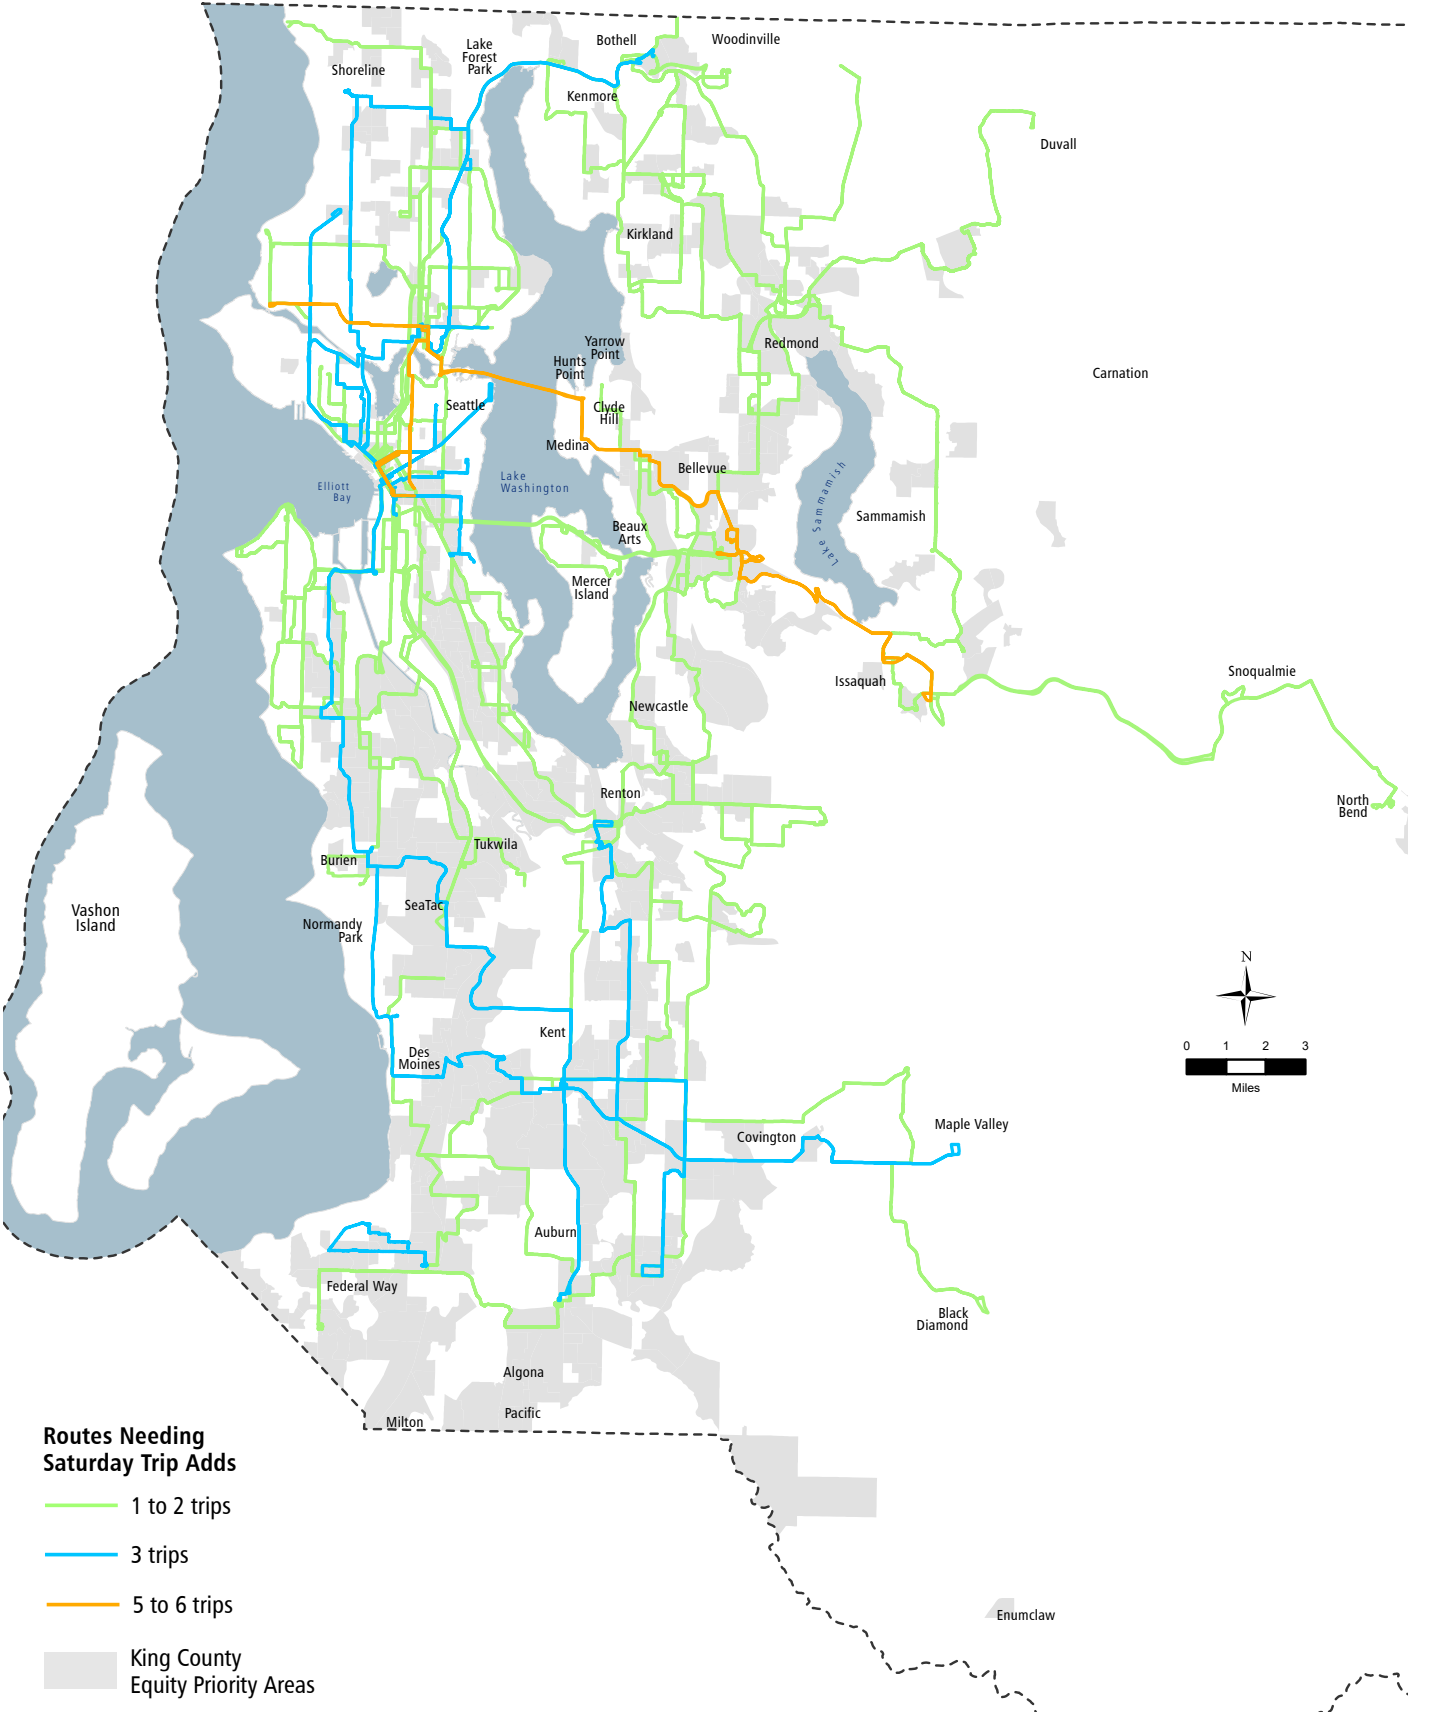 Bothell
Woodinville
Lake
Forest
Park
Shoreline
Kenmore
Duvall
Kirkland
Yarrow
Point
Redmond
Hunts
Point
Carnation
Seattle
Clyde
Hill
Medina
Bellevue
Lake
Washington
Elliott
Bay
Lake Sammamish
Sammamish
Beaux
Arts
Mercer
Island
Issaquah
Snoqualmie
Newcastle
Renton
North
Bend
Tukwila
Burien
SeaTac
Vashon
Island
Normandy
Park
N
Kent
Des
Moines
0 1 2 3
Miles
Covington
Maple Valley
Auburn
Federal Way
Black
Diamond
Algona
Pacific
Milton
Routes Needing
Saturday Trip Adds
1 to 2 trips
3 trips
5 to 6 trips
King County
Equity Priority Areas
Enumclaw